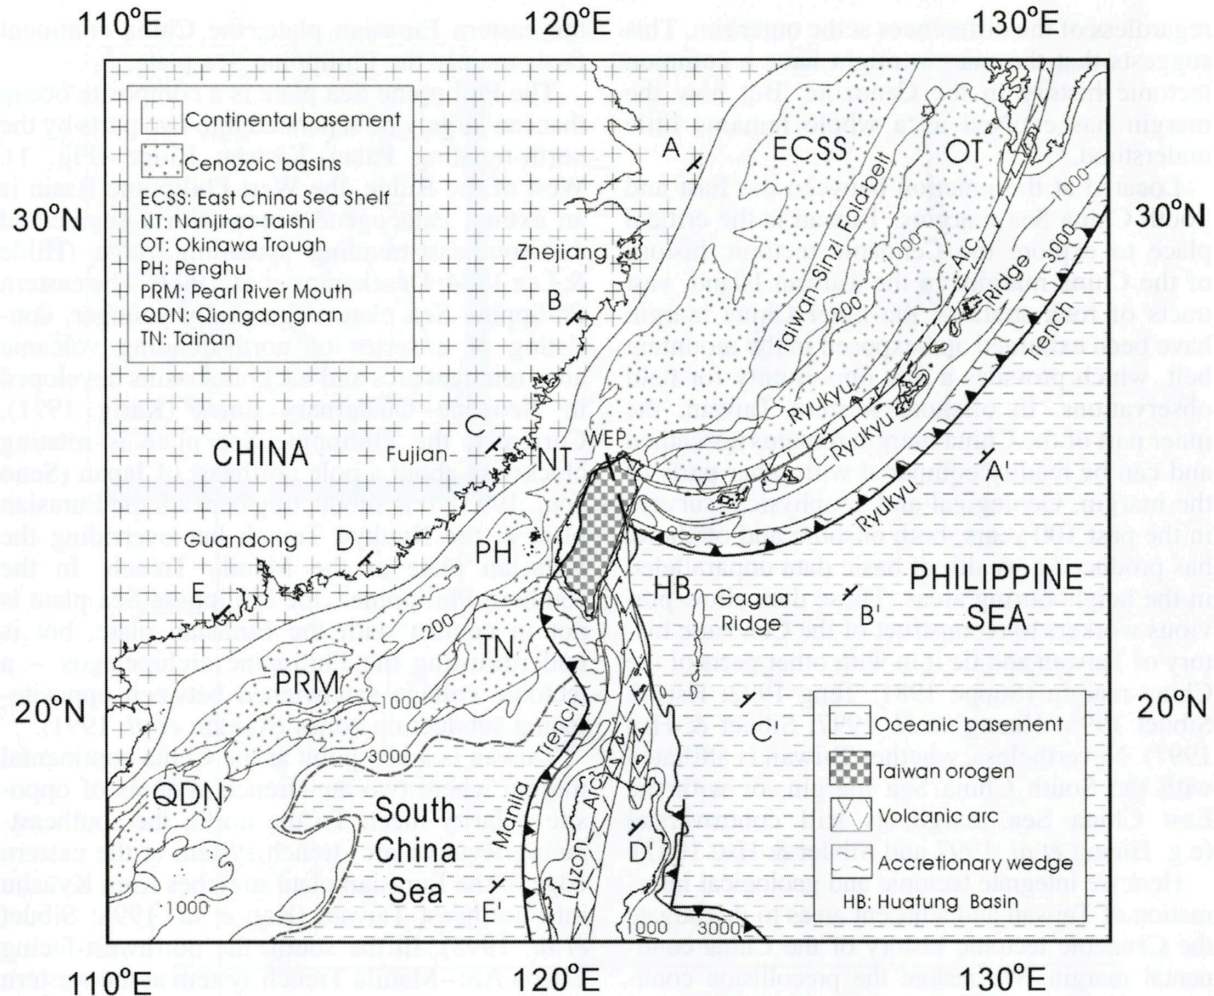 110°E
120°E
130°E
Continental basement
Cenozoic basins
ECSS: East China Sea Shelf
NT: Nanjitao-Taishi
OT: Okinawa Trough
PH: Penghu
PRM: Pearl River Mouth
QDN: Qiongdongnan
TN: Tainan
A
ECSS
OT
1000
30°N
30°N
Zhejiang
Taiwan-Sinzi Foldbelt
1000
4000
B
200
Ryukyu Arc
Ryukyu Ridge
Ryukyu Trench
C
WEP
CHINA
Fujian
NT
A'
Guandong
D
PH
E
HB
Gagua
Ridge
PHILIPPINE
SEA
B'
200
TN
PRM
1000
20°N
20°N
C'
3000
Oceanic basement
Taiwan orogen
Volcanic arc
Accretionary wedge
HB: Huatung Basin
QDN
South
China
Sea
Manila Trench
Luzon Arc
D'
E'
1000
1000
3000
110°E
120°E
130°E